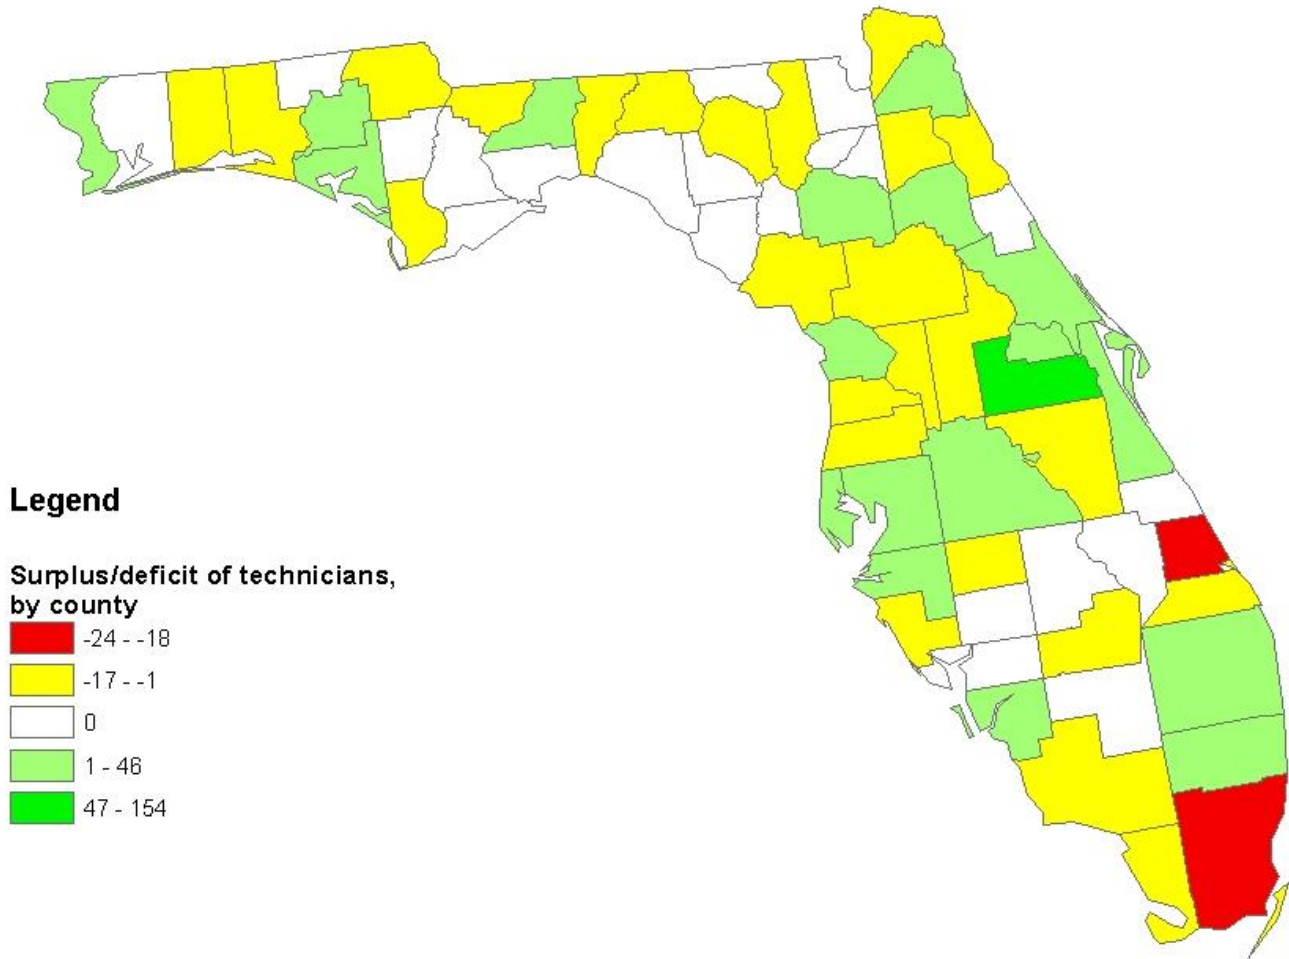 Legend
Surplus/deficit of technicians,
by county
-24 - -18
-17 - -1
0
1 - 46
47 - 154